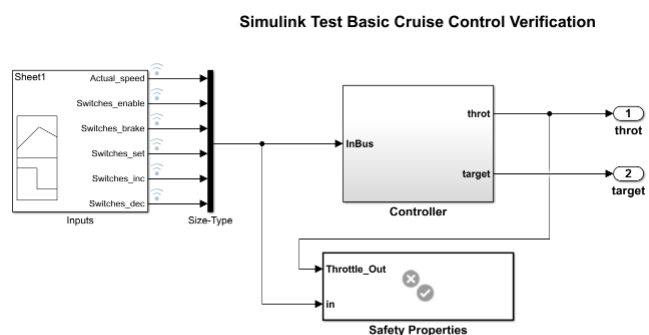 Simulink Test Basic Cruise Control Verification
Sheet1
Actual_speed
Switches_enable
Switches_brake
Switches_set
Switches_inc
Switches_dec
Inputs
Size-Type
InBus
throt
target
Controller
1
throt
2
target
Throttle_Out
in
Safety Properties